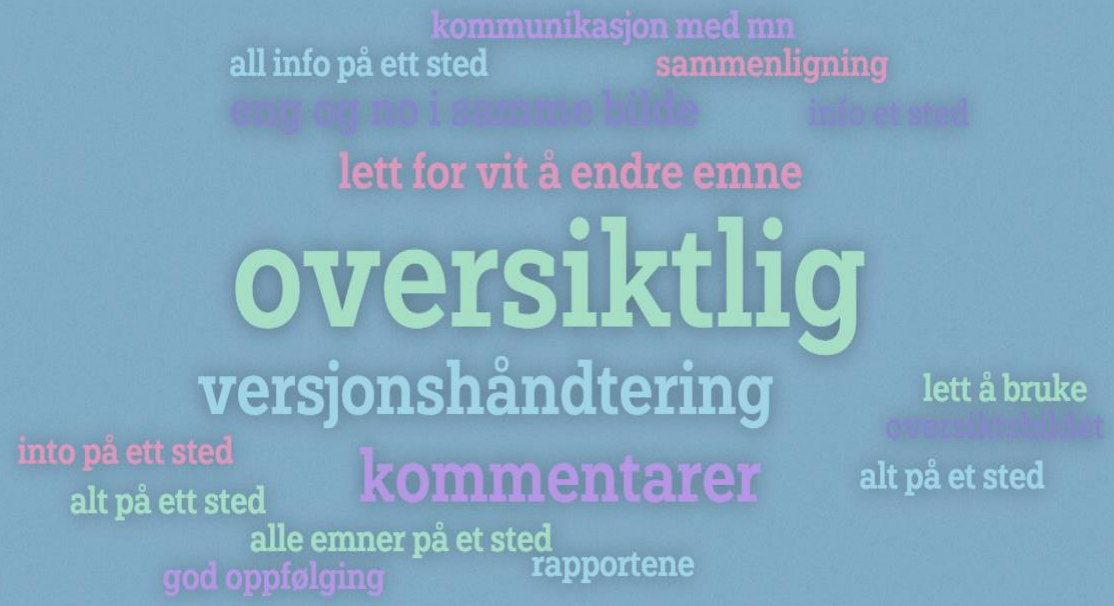 kommunikasjon med mn
all info på ett sted
sammenligning
eng og no i samme bilde
info et sted
lett for vit å endre emne
oversiktlig
versjonshåndtering
lett å bruke
into på ett sted
kommentarer
alt på et sted
alt på ett sted
alle emner på et sted
rapportene
god oppfølging